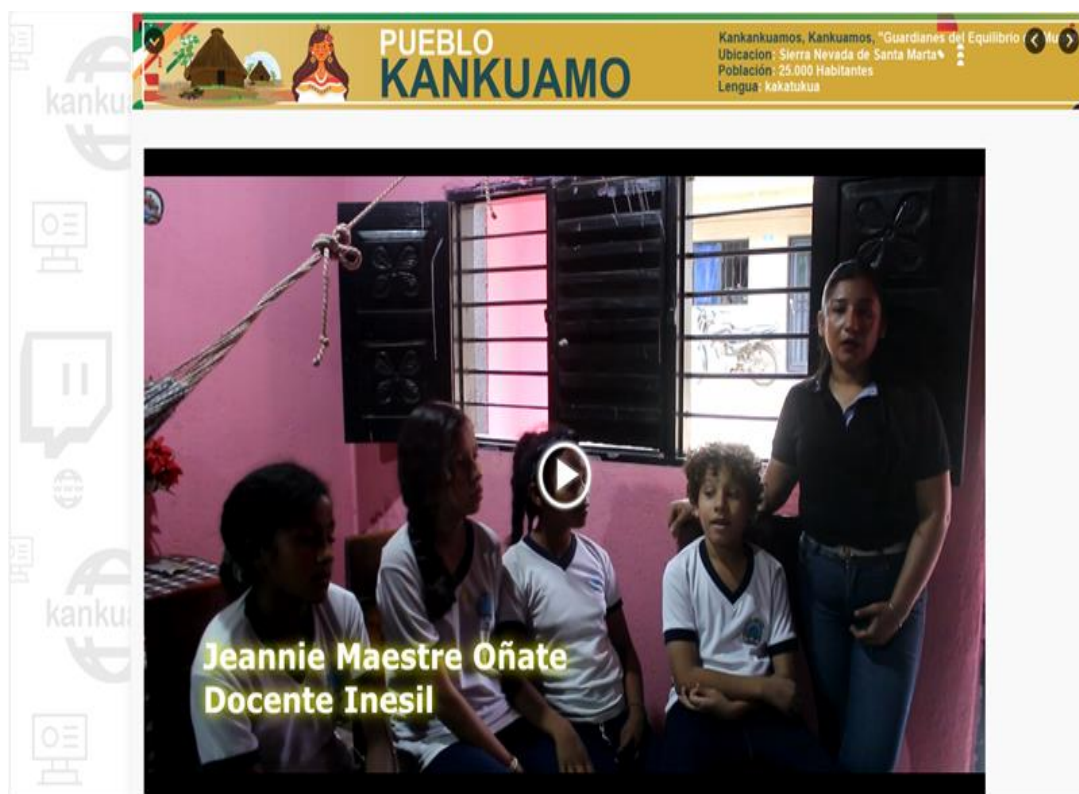 PUEBLO
KANKUAMO
Kankankuamos, Kankuamos, "Guardianes del Equilibrio
Ubicacion: Sierra Nevada de Santa Marta
Población: 25.000 Habitantes
Lengua: kakatukua
kanku
www
kanku
Jeannie Maestre Oñate
Docente Inesil